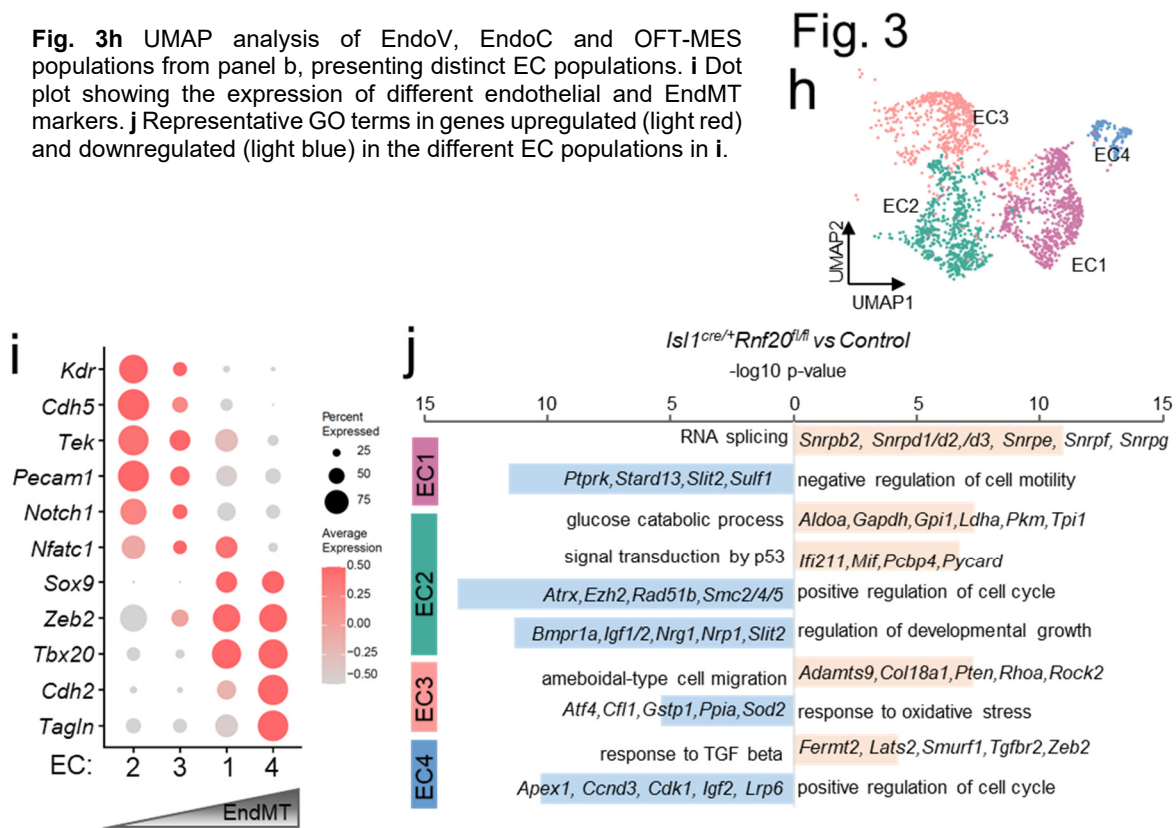 Fig. 3h UMAP analysis of EndoV, EndoC and OFT-MES
populations from panel b, presenting distinct EC populations. i Dot
plot showing the expression of different endothelial and EndMT
markers. j Representative GO terms in genes upregulated (light red)
and downregulated (light blue) in the different EC populations in i.
Fig. 3
h
EC3
EC4
EC2
EC1
UMAP2
UMAP1
i
Kdr
Cdh5
Tek
Pecam1
Notch1
Nfatc1
Sox9
Zeb2
Tbx20
Cdh2
Tagln
EC: 2 3 1 4
EndMT
Percent
Expressed
25
50
75
Average
Expression
0.50
0.25
0.00
−0.25
−0.50
j
Isl1cre/+Rnf20fl/fl vs Control
-log10 p-value
15 10 5 0 5 10 15
EC1
RNA splicing Snrpb2, Snrpd1/d2,/d3, Snrpe, Snrpf, Snrpg
Ptprk,Stard13,Slit2,Sulf1 negative regulation of cell motility
EC2
glucose catabolic process Aldoa,Gapdh,Gpi1,Ldha,Pkm,Tpi1
signal transduction by p53 Ifi211,Mif,Pcbp4,Pycard
Atrx,Ezh2,Rad51b,Smc2/4/5 positive regulation of cell cycle
Bmpr1a,Igf1/2,Nrg1,Nrp1,Slit2 regulation of developmental growth
EC3
ameboidal-type cell migration Adamts9,Col18a1,Pten,Rhoa,Rock2
Atf4,Cfl1,Gstp1,Ppia,Sod2 response to oxidative stress
EC4
response to TGF beta Fermt2, Lats2,Smurf1,Tgfbr2,Zeb2
Apex1, Ccnd3, Cdk1, Igf2, Lrp6 positive regulation of cell cycle